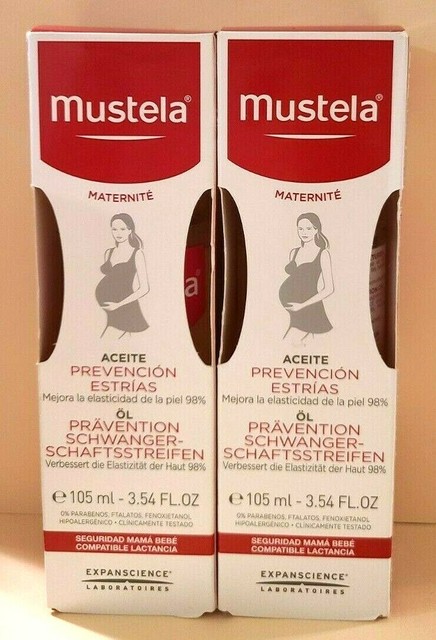 mustela®
MATERNITÉ
a®
ACEITE
PREVENCIÓN
ESTRÍAS
Mejora la elasticidad de la piel 98%
ÖL
PRÄVENTION
SCHWANGER-
SCHAFTSSTREIFEN
Verbessert die Elastizität der Haut 98%
℮ 105 ml - 3.54 FL.OZ
0% PARABENOS, FTALATOS, FENOXIETANOL
HIPOALERGÉNICO • CLÍNICAMENTE TESTADO
SEGURIDAD MAMÁ BEBÉ
COMPATIBLE LACTANCIA
EXPANSCIENCE®
LABORATOIRES
mustela®
MATERNITÉ
ACEITE
PREVENCIÓN
ESTRÍAS
Mejora la elasticidad de la piel 98%
ÖL
PRÄVENTION
SCHWANGER-
SCHAFTSSTREIFEN
Verbessert die Elastizität der Haut 98%
℮ 105 ml - 3.54 FL.OZ
0% PARABENOS, FTALATOS, FENOXIETANOL
HIPOALERGÉNICO • CLÍNICAMENTE TESTADO
SEGURIDAD MAMÁ BEBÉ
COMPATIBLE LACTANCIA
EXPANSCIENCE®
LABORATOIRES